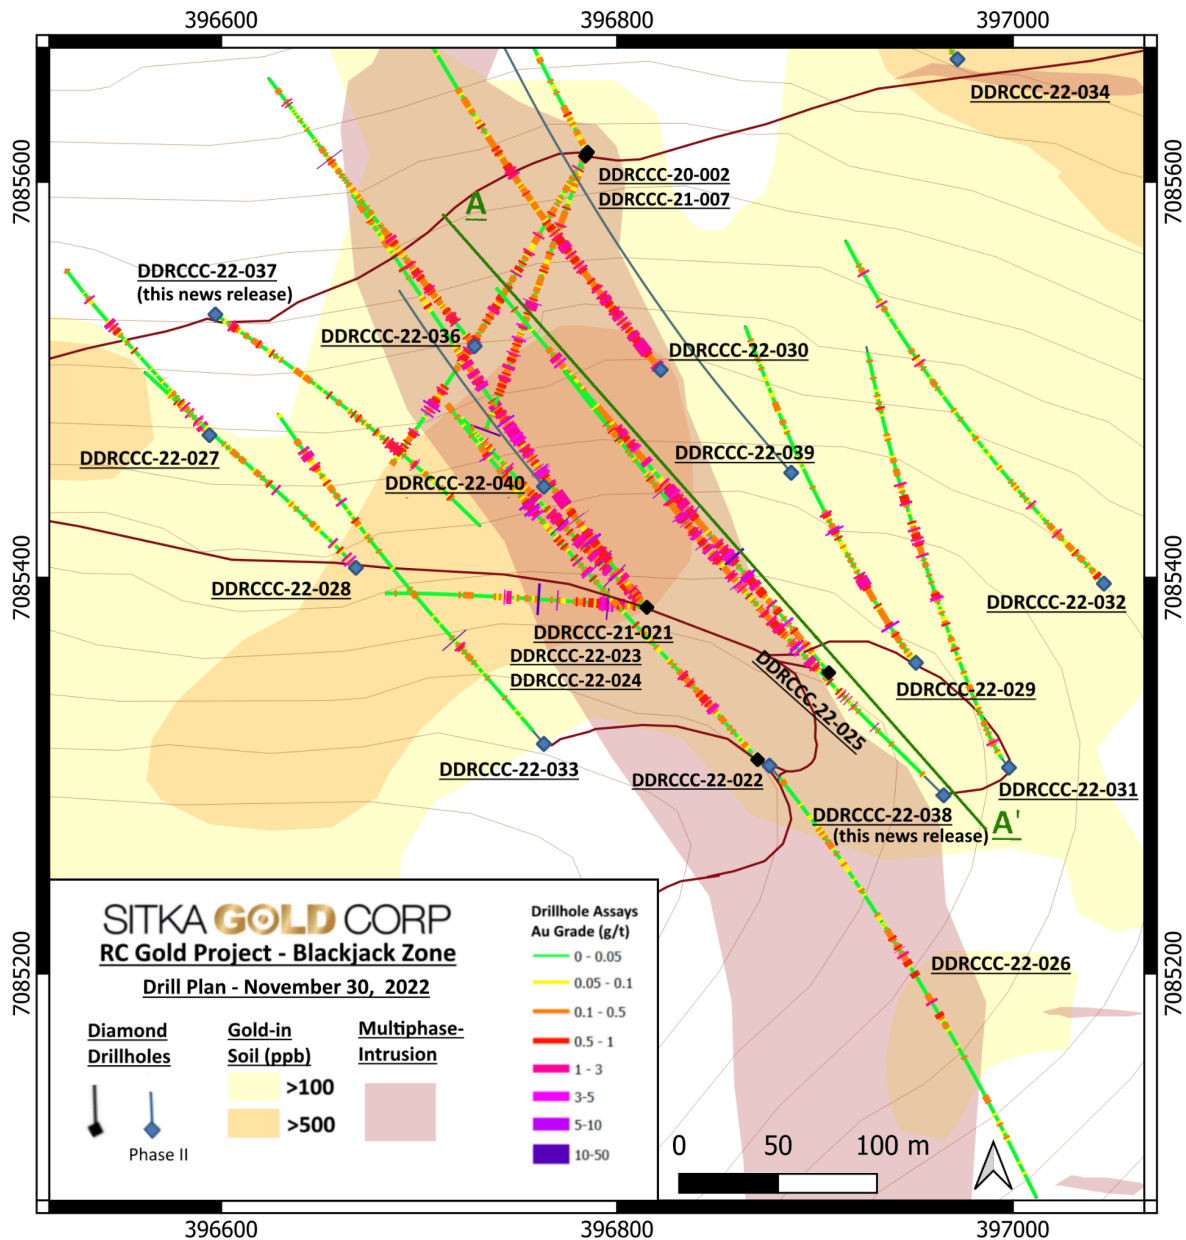 396600
396800
397000
DDRCCC-22-034
7085600
7085600
DDRCCC-20-002
DDRCCC-21-007
A
DDRCCC-22-037
(this news release)
DDRCCC-22-036
DDRCCC-22-030
DDRCCC-22-027
DDRCCC-22-039
DDRCCC-22-040
7085400
7085400
DDRCCC-22-028
DDRCCC-22-032
DDRCCC-21-021
DDRCCC-22-023
DDRCCC-22-024
DDRCCC-22-025
DDRCCC-22-029
DDRCCC-22-033
DDRCCC-22-022
DDRCCC-22-031
DDRCCC-22-038
(this news release)
A'
DDRCCC-22-026
7085200
7085200
SITKA GOLD CORP
RC Gold Project - Blackjack Zone
Drill Plan - November 30, 2022
Diamond
Drillholes
Phase II
Gold-in
Soil (ppb)
>100
>500
Multiphase-
Intrusion
Drillhole Assays
Au Grade (g/t)
0 - 0.05
0.05 - 0.1
0.1 - 0.5
0.5 - 1
1 - 3
3-5
5-10
10-50
0 50 100 m
396600
396800
397000